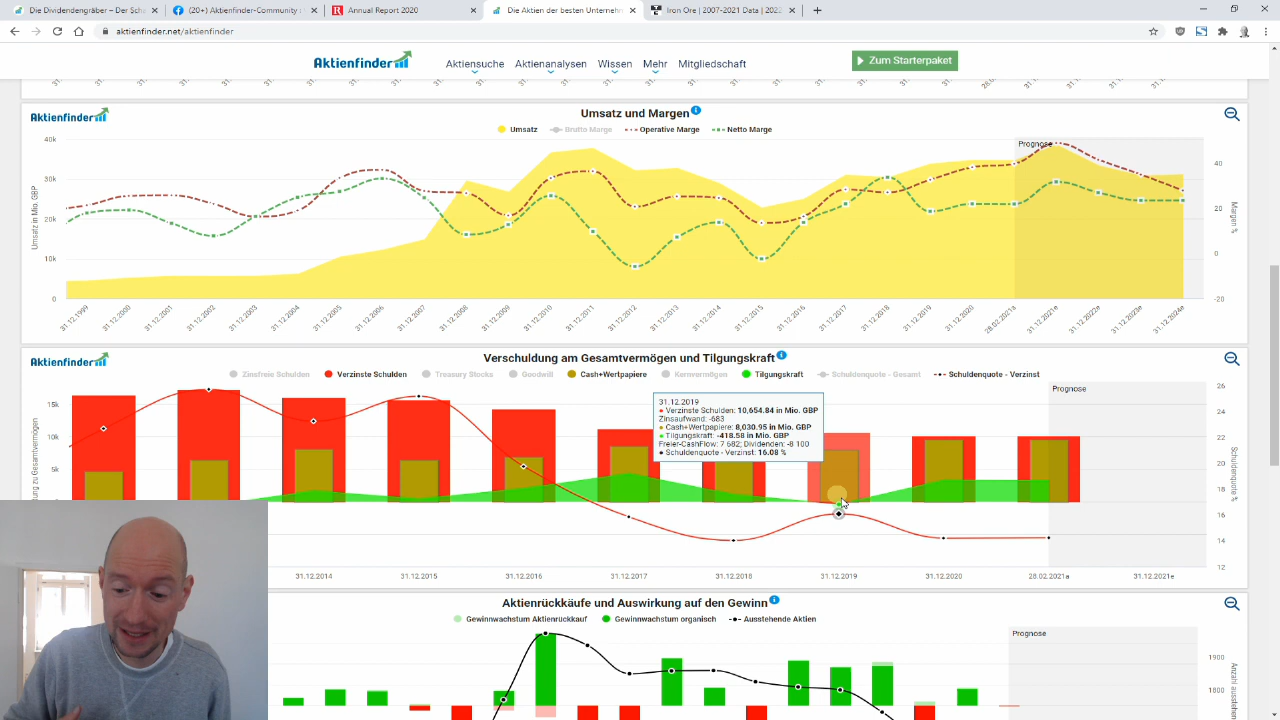 Die Dividendengräber – Der Sch
(20+) Aktienfinder-Community
Annual Report 2020
Die Aktien der besten Unternehm
Iron Ore | 2007-2021 Data | 2022
aktienfinder.net/aktienfinder
Aktienfinder
Aktiensuche
Aktienanalysen
Wissen
Mehr
Mitgliedschaft
Zum Starterpaket
Aktienfinder
Umsatz und Margen
Umsatz
Brutto Marge
Operative Marge
Netto Marge
Umsatz in Mio. GBP
40k
30k
20k
10k
0
Prognose
40
20
0
-20
Margen %
31.12.1999
31.12.2000
31.12.2001
31.12.2002
31.12.2003
31.12.2004
31.12.2005
31.12.2006
31.12.2007
31.12.2008
31.12.2009
31.12.2010
31.12.2011
31.12.2012
31.12.2013
31.12.2014
31.12.2015
31.12.2016
31.12.2017
31.12.2018
31.12.2019
31.12.2020
28.02.2021a
31.12.2021e
31.12.2022e
31.12.2023e
31.12.2024e
Aktienfinder
Verschuldung am Gesamtvermögen und Tilgungskraft
Zinsfreie Schulden
Verzinste Schulden
Treasury Stocks
Goodwill
Cash+Wertpapiere
Kernvermögen
Tilgungskraft
Schuldenquote - Gesamt
Schuldenquote - Verzinst
15k
10k
5k
Prognose
26
24
22
20
18
16
14
12
Schuldenquote %
31.12.2019
Verzinste Schulden: 10,654.84 in Mio. GBP
Zinsaufwand: -683
Cash+Wertpapiere: 8,030.95 in Mio. GBP
Tilgungskraft: -418.58 in Mio. GBP
Freier-CashFlow: 7 682; Dividenden: -8 100
Schuldenquote - Verzinst: 16.08 %
31.12.2014
31.12.2015
31.12.2016
31.12.2017
31.12.2018
31.12.2019
31.12.2020
28.02.2021a
31.12.2021e
Aktienrückkäufe und Auswirkung auf den Gewinn
Gewinnwachstum Aktienrückkauf
Gewinnwachstum organisch
Ausstehende Aktien
Prognose
1900
1800